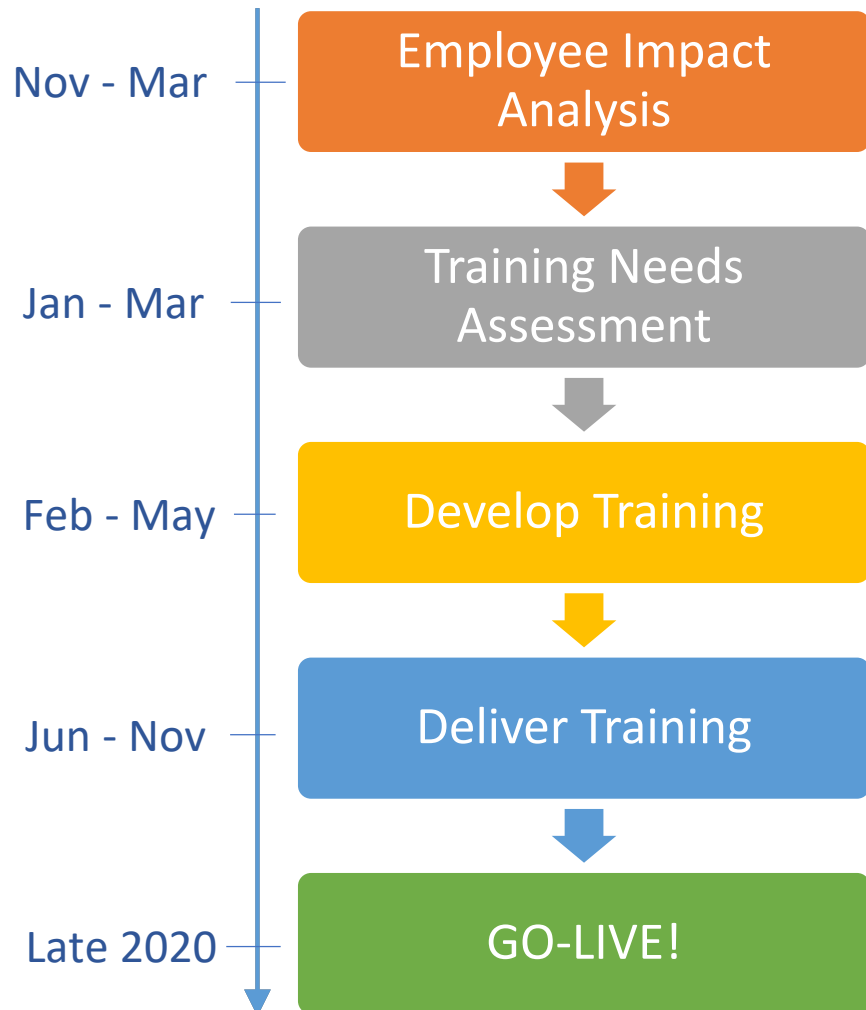 Nov - Mar
Employee Impact
Analysis
Jan - Mar
Training Needs
Assessment
Feb - May
Develop Training
Jun - Nov
Deliver Training
Late 2020
GO-LIVE!